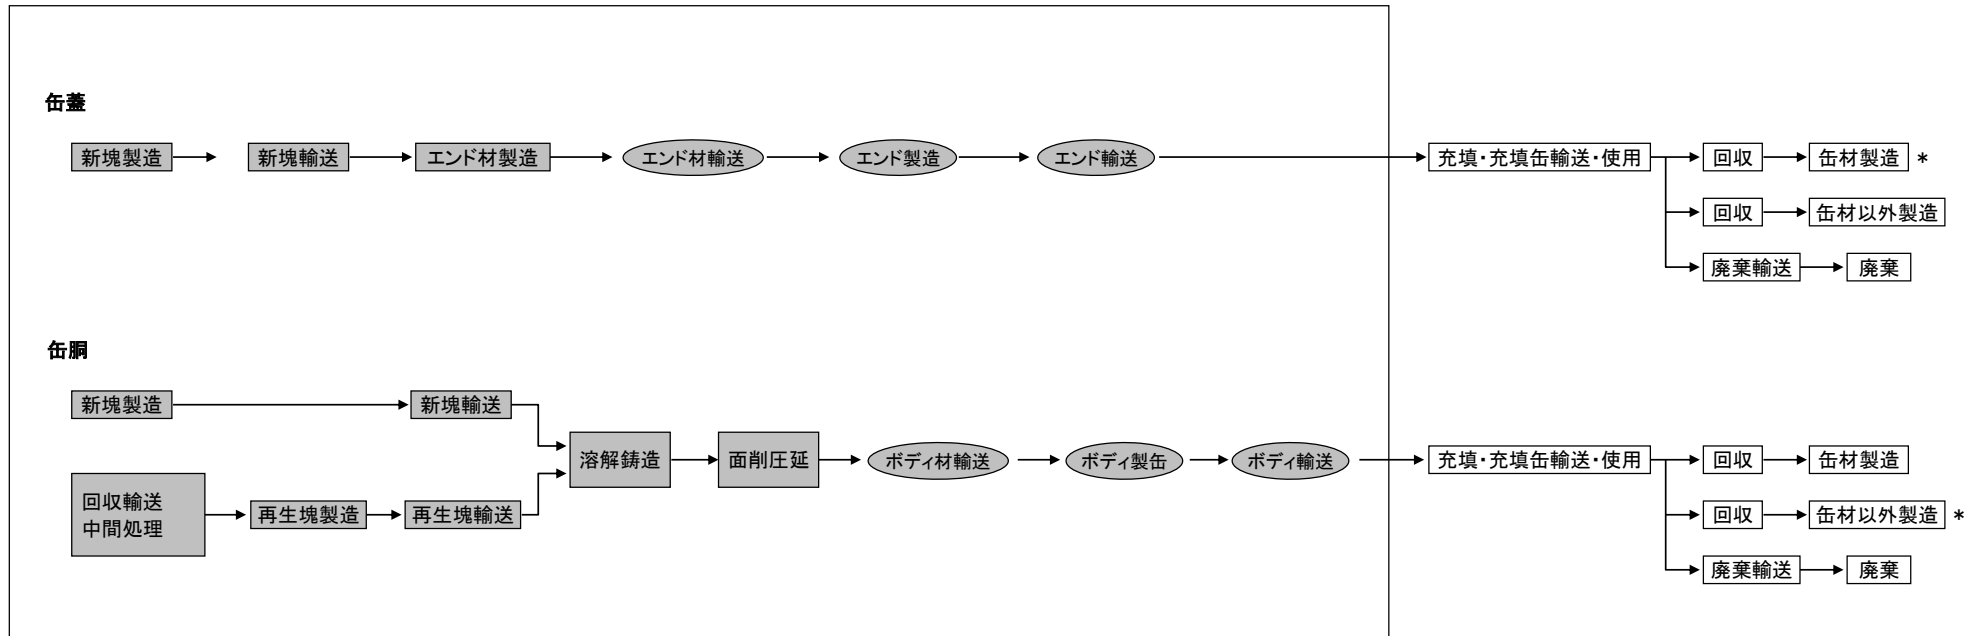 缶蓋
新塊製造
新塊輸送
エンド材製造
エンド材輸送
エンド製造
エンド輸送
充填・充填缶輸送・使用
回収
缶材製造 *
回収
缶材以外製造
廃棄輸送
廃棄
缶胴
新塊製造
新塊輸送
回収輸送
中間処理
再生塊製造
再生塊輸送
溶解鋳造
面削圧延
ボディ材輸送
ボディ製缶
ボディ輸送
充填・充填缶輸送・使用
回収
缶材製造
回収
缶材以外製造 *
廃棄輸送
廃棄